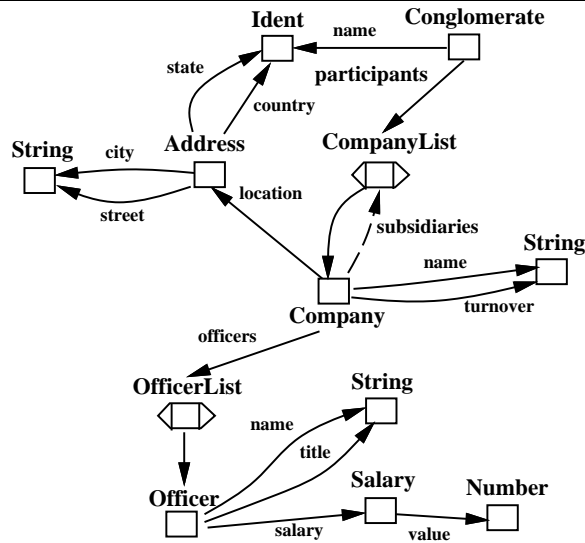 Ident
Conglomerate
name
state
participants
country
String
city
Address
CompanyList
street
location
subsidiaries
String
name
Company
turnover
officers
OfficerList
String
name
title
Officer
Salary
Number
salary
value